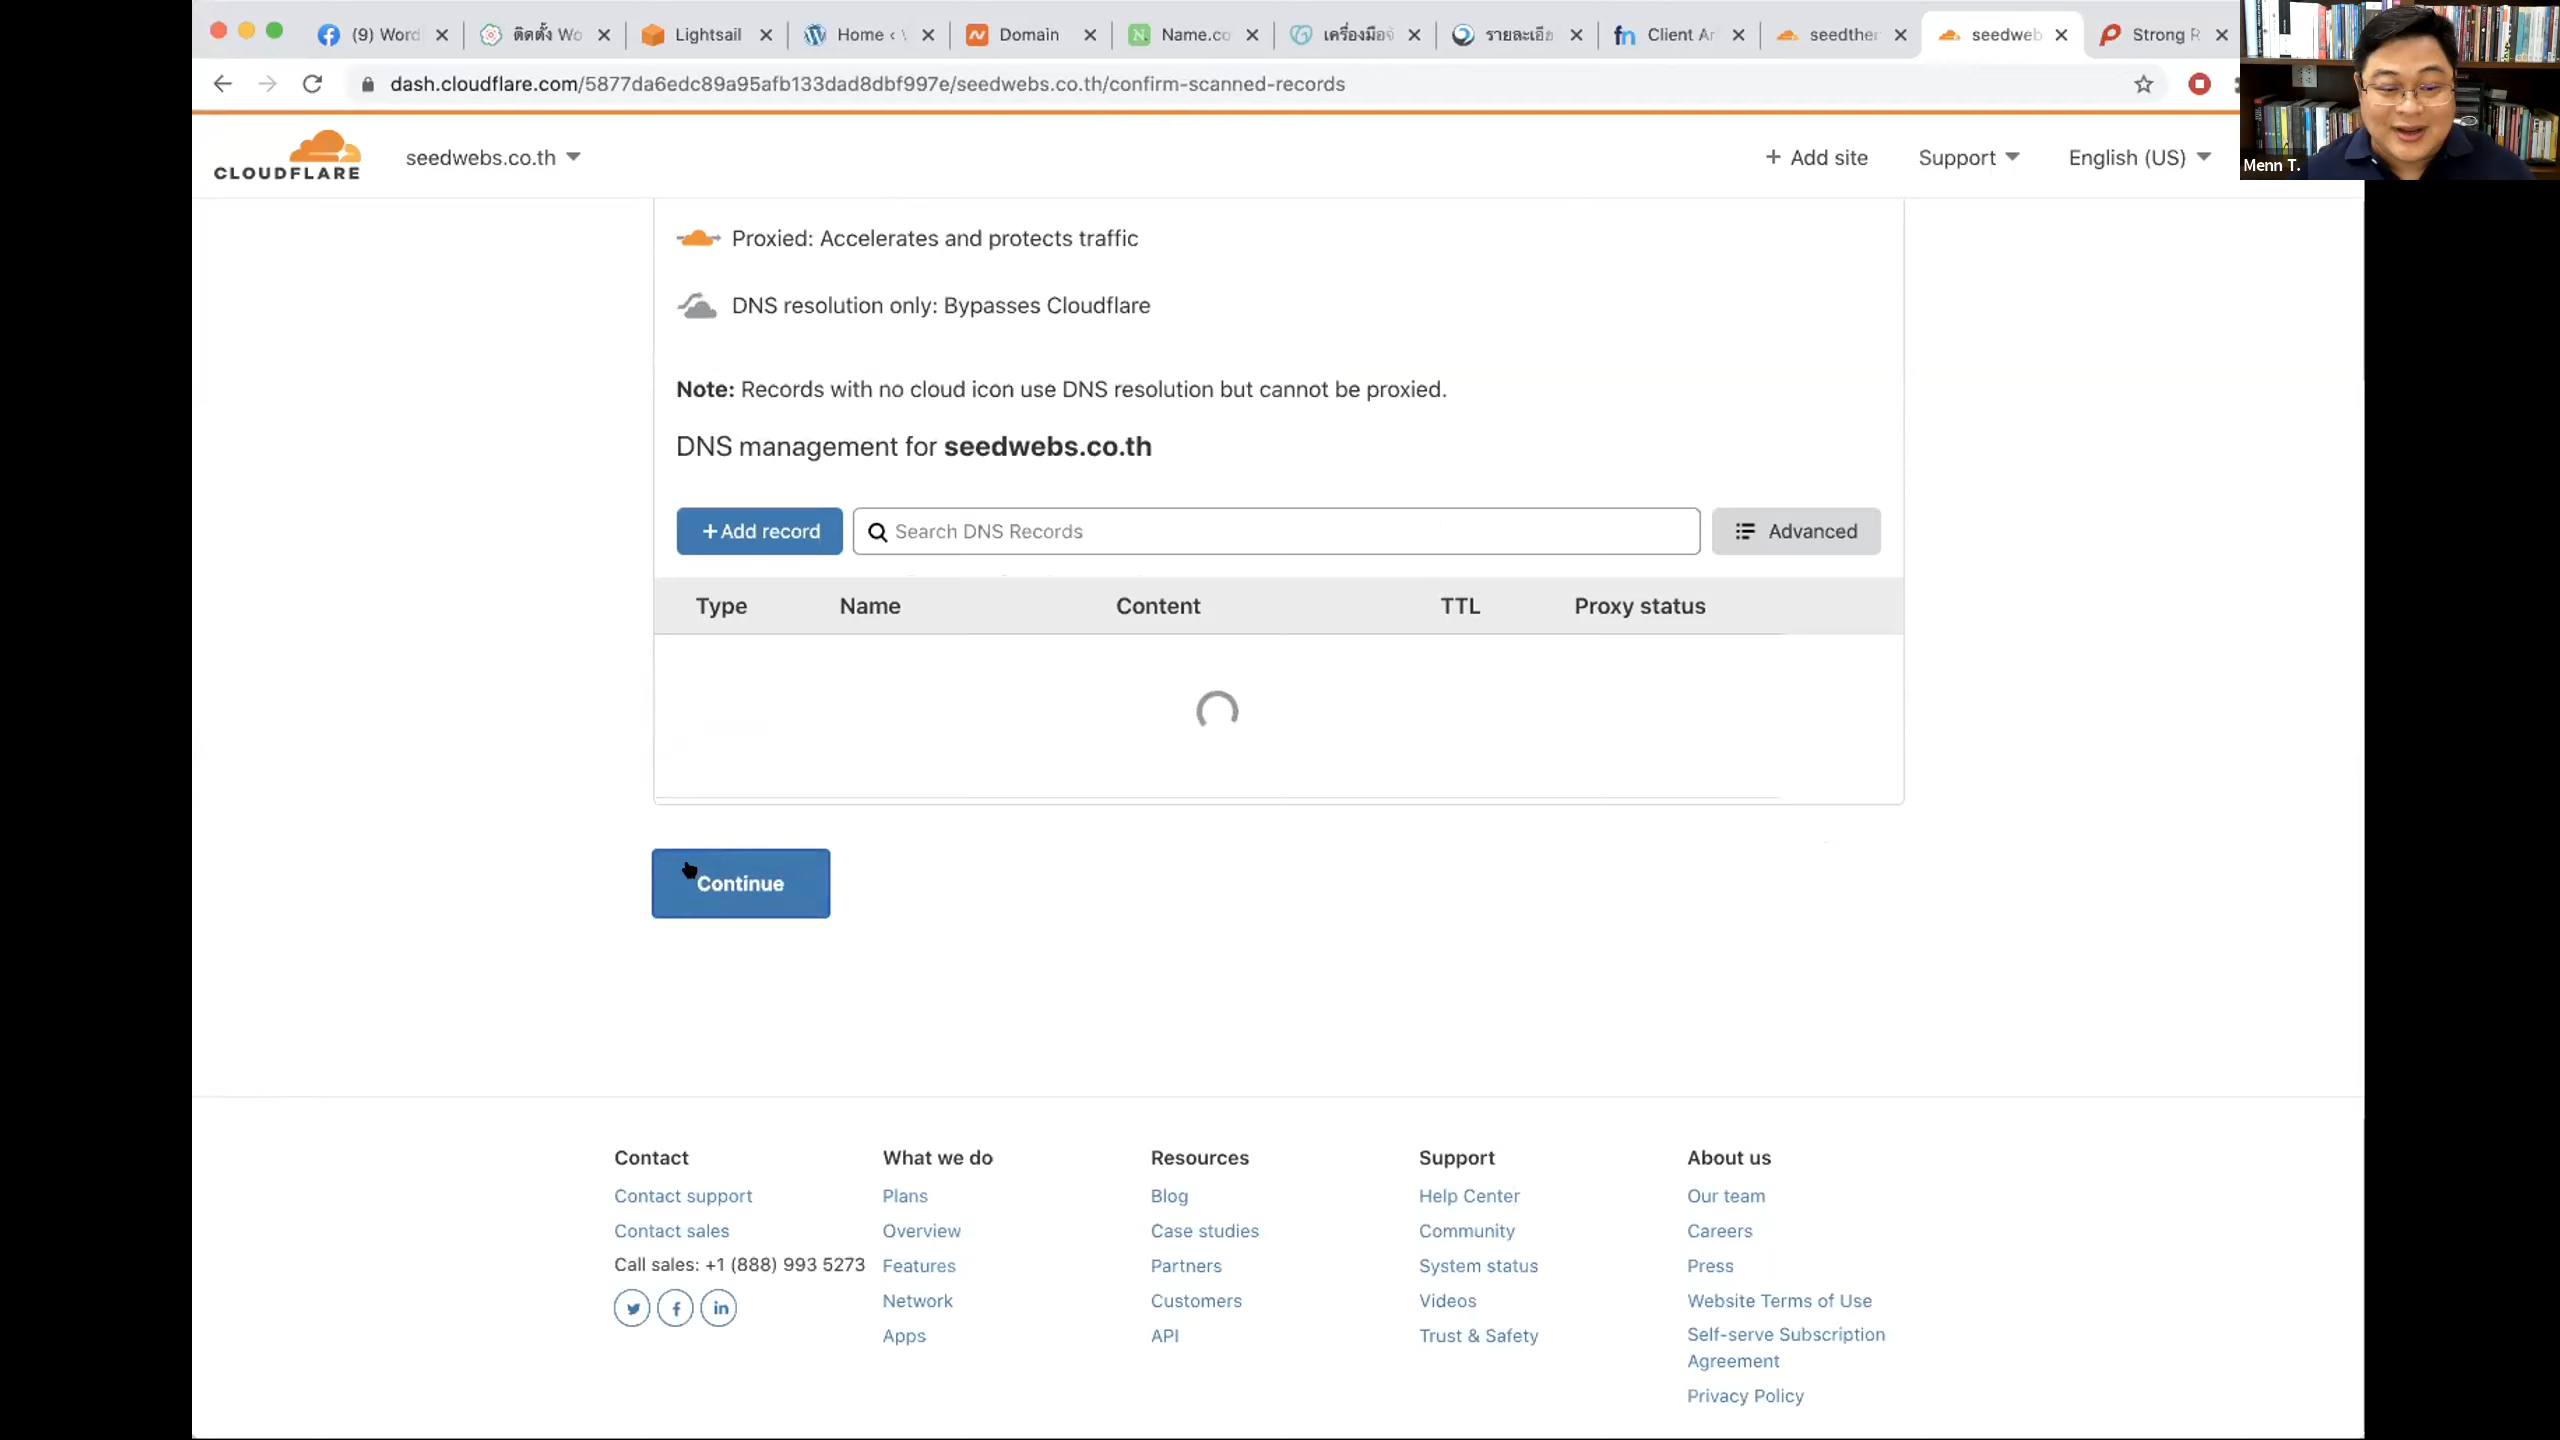 (9) Word
ติดตั้ง Wo
Lightsail
Home ‹ \
Domain
Name.co
เครื่องมือจ
รายละเอีย
Client Ar
seedther
seedweb
Strong R
dash.cloudflare.com/5877da6edc89a95afb133dad8dbf997e/seedwebs.co.th/confirm-scanned-records
Menn T.
CLOUDFLARE
seedwebs.co.th
+ Add site
Support
English (US)
Proxied: Accelerates and protects traffic
DNS resolution only: Bypasses Cloudflare
Note: Records with no cloud icon use DNS resolution but cannot be proxied.
DNS management for seedwebs.co.th
+ Add record
Search DNS Records
Advanced
Type Name Content TTL Proxy status
Continue
Contact
Contact support
Contact sales
Call sales: +1 (888) 993 5273
What we do
Plans
Overview
Features
Network
Apps
Resources
Blog
Case studies
Partners
Customers
API
Support
Help Center
Community
System status
Videos
Trust & Safety
About us
Our team
Careers
Press
Website Terms of Use
Self-serve Subscription
Agreement
Privacy Policy